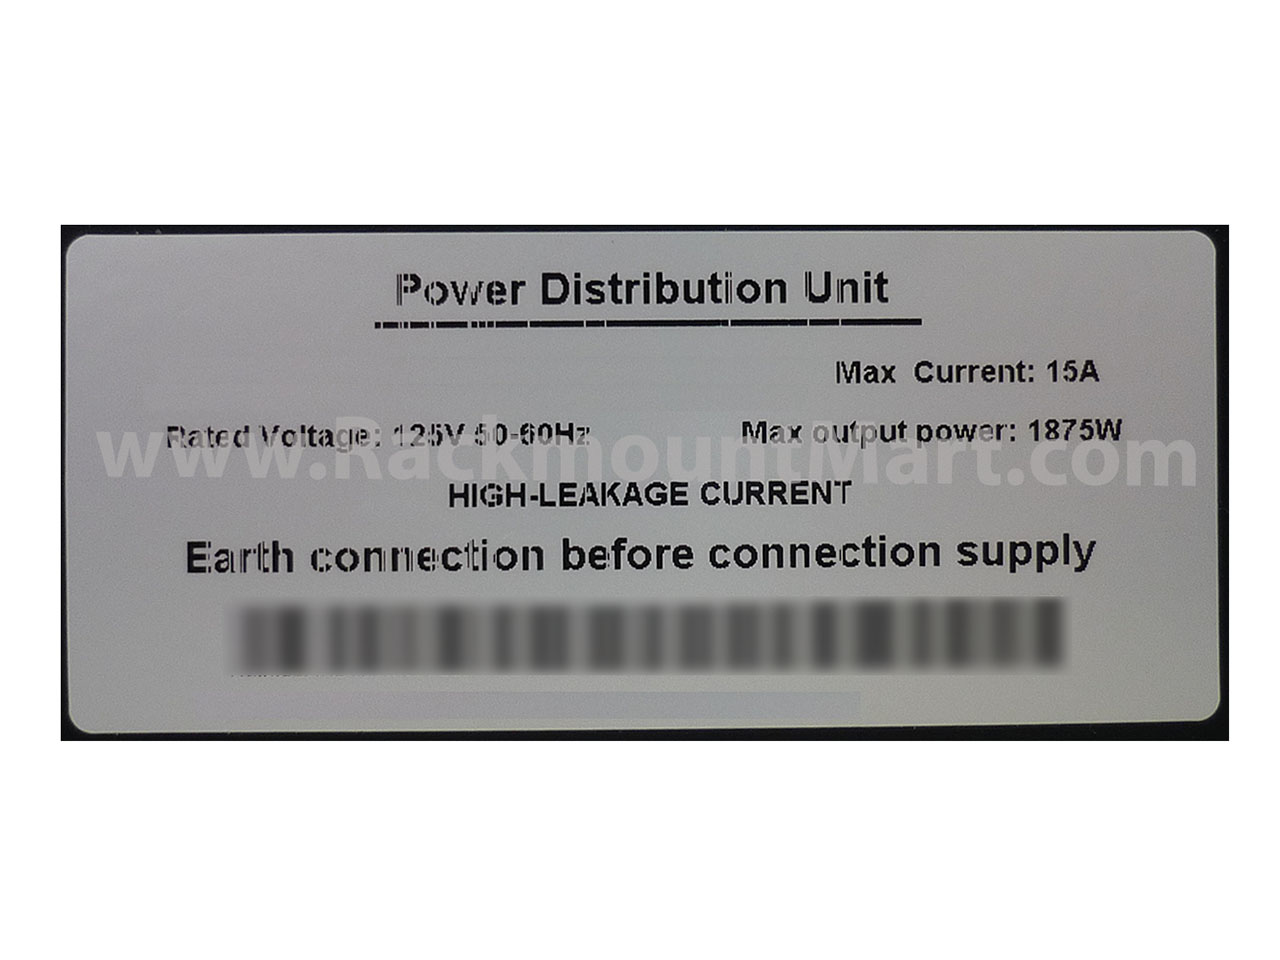 Power Distribution Unit
Max Current: 15A
Rated Voltage: 125V 50-60Hz Max output power: 1875W
www.RackmountMart.com
HIGH-LEAKAGE CURRENT
Earth connection before connection supply